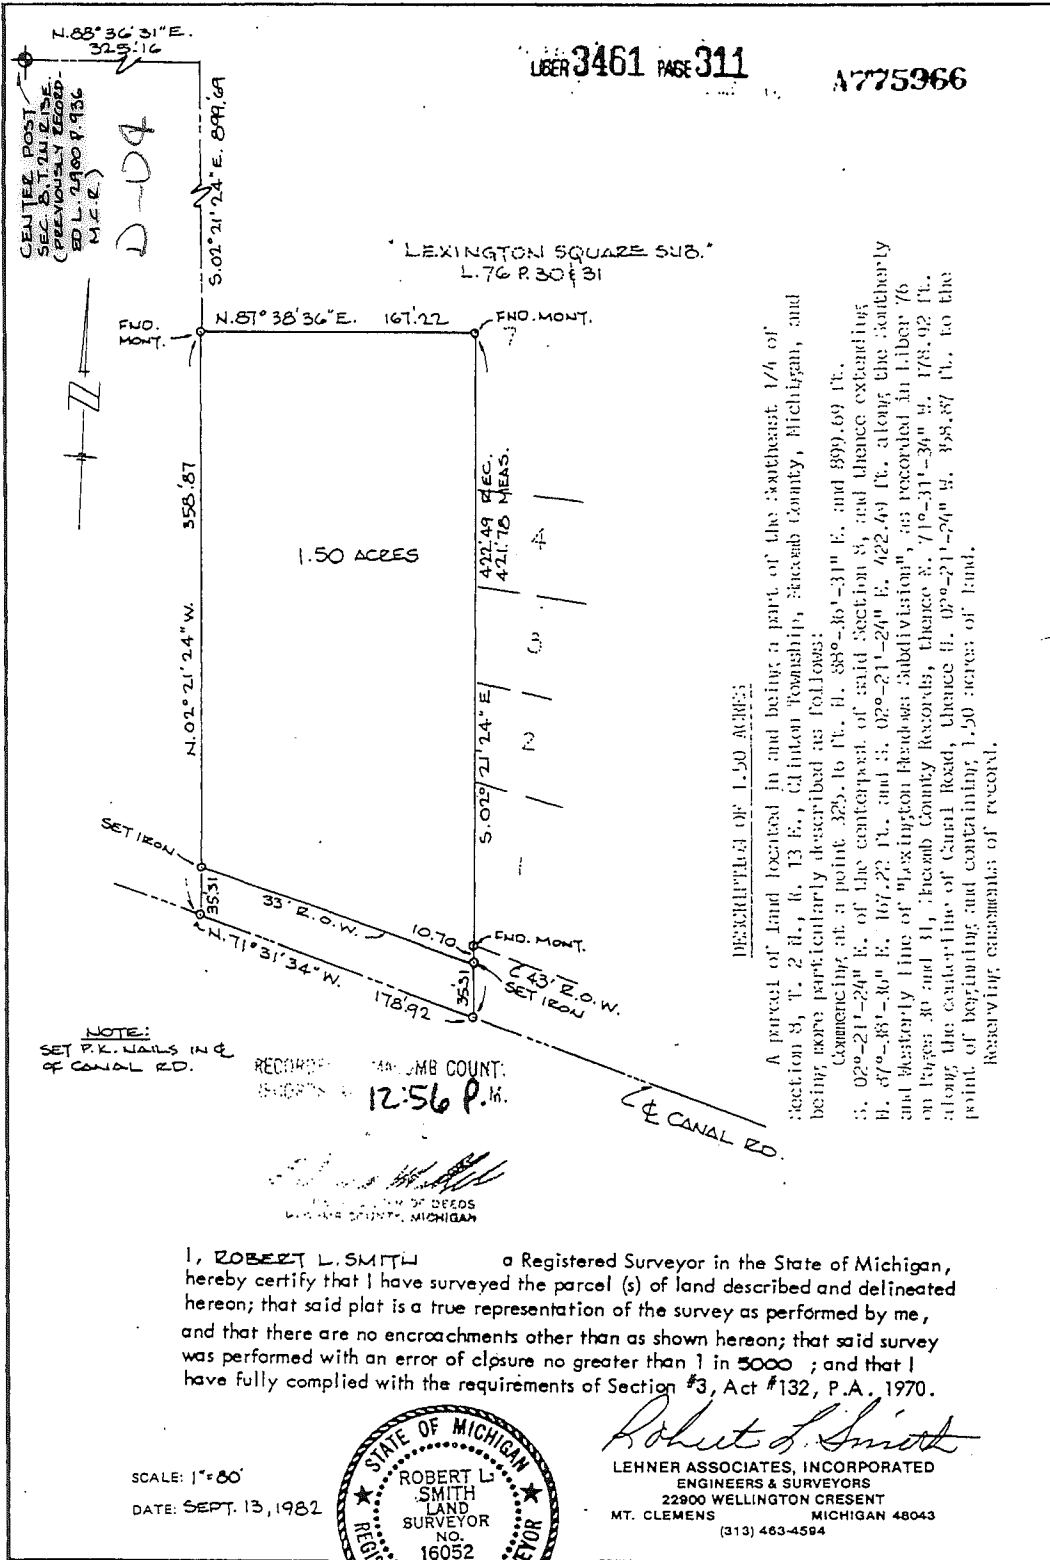 N.88°36'31"E.
325.16
LIBER 3461 PAGE 311
A775966
CENTER POST
SEC. 8, T.2N. R.13E.
(PREVIOUSLY RECORD-
ED L. 2900 P. 936
M.C.R.)
D-D4
S.02°21'24"E. 899.69
"LEXINGTON SQUARE SUB."
L.76 P.30 & 31
FND.
MONT.
N.87°38'36"E. 167.22
FND. MONT.
7
N
N.02°21'24"W. 358.87
1.50 ACRES
422.49 REC.
421.78 MEAS.
S.02°21'24"E
4
3
2
1
SET IRON
35.31
33' R.O.W.
10.70
FND. MONT.
43' R.O.W.
SET IRON
35.31
N.71°31'34"W.
178.92
NOTE:
SET P.K. NAILS IN ℄
OF CANAL RD.
℄ CANAL RD.
DESCRIPTION OF 1.50 ACRES
A parcel of land located in and being a part of the Southeast 1/4 of
Section 8, T. 2 N., R. 13 E., Clinton Township, Macomb County, Michigan, and
being more particularly described as follows:
Commencing at a point 325.16 ft. N. 88°-36'-31" E. and 899.69 ft.
S. 02°-21'-24" E. of the centerpost of said Section 8, and thence extending
N. 87°-38'-36" E. 167.22 ft. and S. 02°-21'-24" E. 422.49 ft. along the Southerly
and Westerly line of "Lexington Meadows Subdivision", as recorded in Liber 76
on Pages 30 and 31, Macomb County Records, thence N. 71°-31'-34" W. 178.92 ft.
along the centerline of Canal Road, thence N. 02°-21'-24" W. 358.87 ft. to the
point of beginning and containing 1.50 acres of land.
Reserving easements of record.
RECORDED COUNT.
12:56 P.M.
OF DEEDS
COUNTY, MICHIGAN
I, ROBERT L. SMITH a Registered Surveyor in the State of Michigan,
hereby certify that I have surveyed the parcel (s) of land described and delineated
hereon; that said plat is a true representation of the survey as performed by me,
and that there are no encroachments other than as shown hereon; that said survey
was performed with an error of closure no greater than 1 in 5000 ; and that I
have fully complied with the requirements of Section #3, Act #132, P.A. 1970.
Robert L. Smith
LEHNER ASSOCIATES, INCORPORATED
ENGINEERS & SURVEYORS
22900 WELLINGTON CRESENT
MT. CLEMENS MICHIGAN 48043
(313) 463-4594
SCALE: 1"=80'
DATE: SEPT. 13, 1982
STATE OF MICHIGAN
ROBERT L.
SMITH
LAND
SURVEYOR
NO.
16052